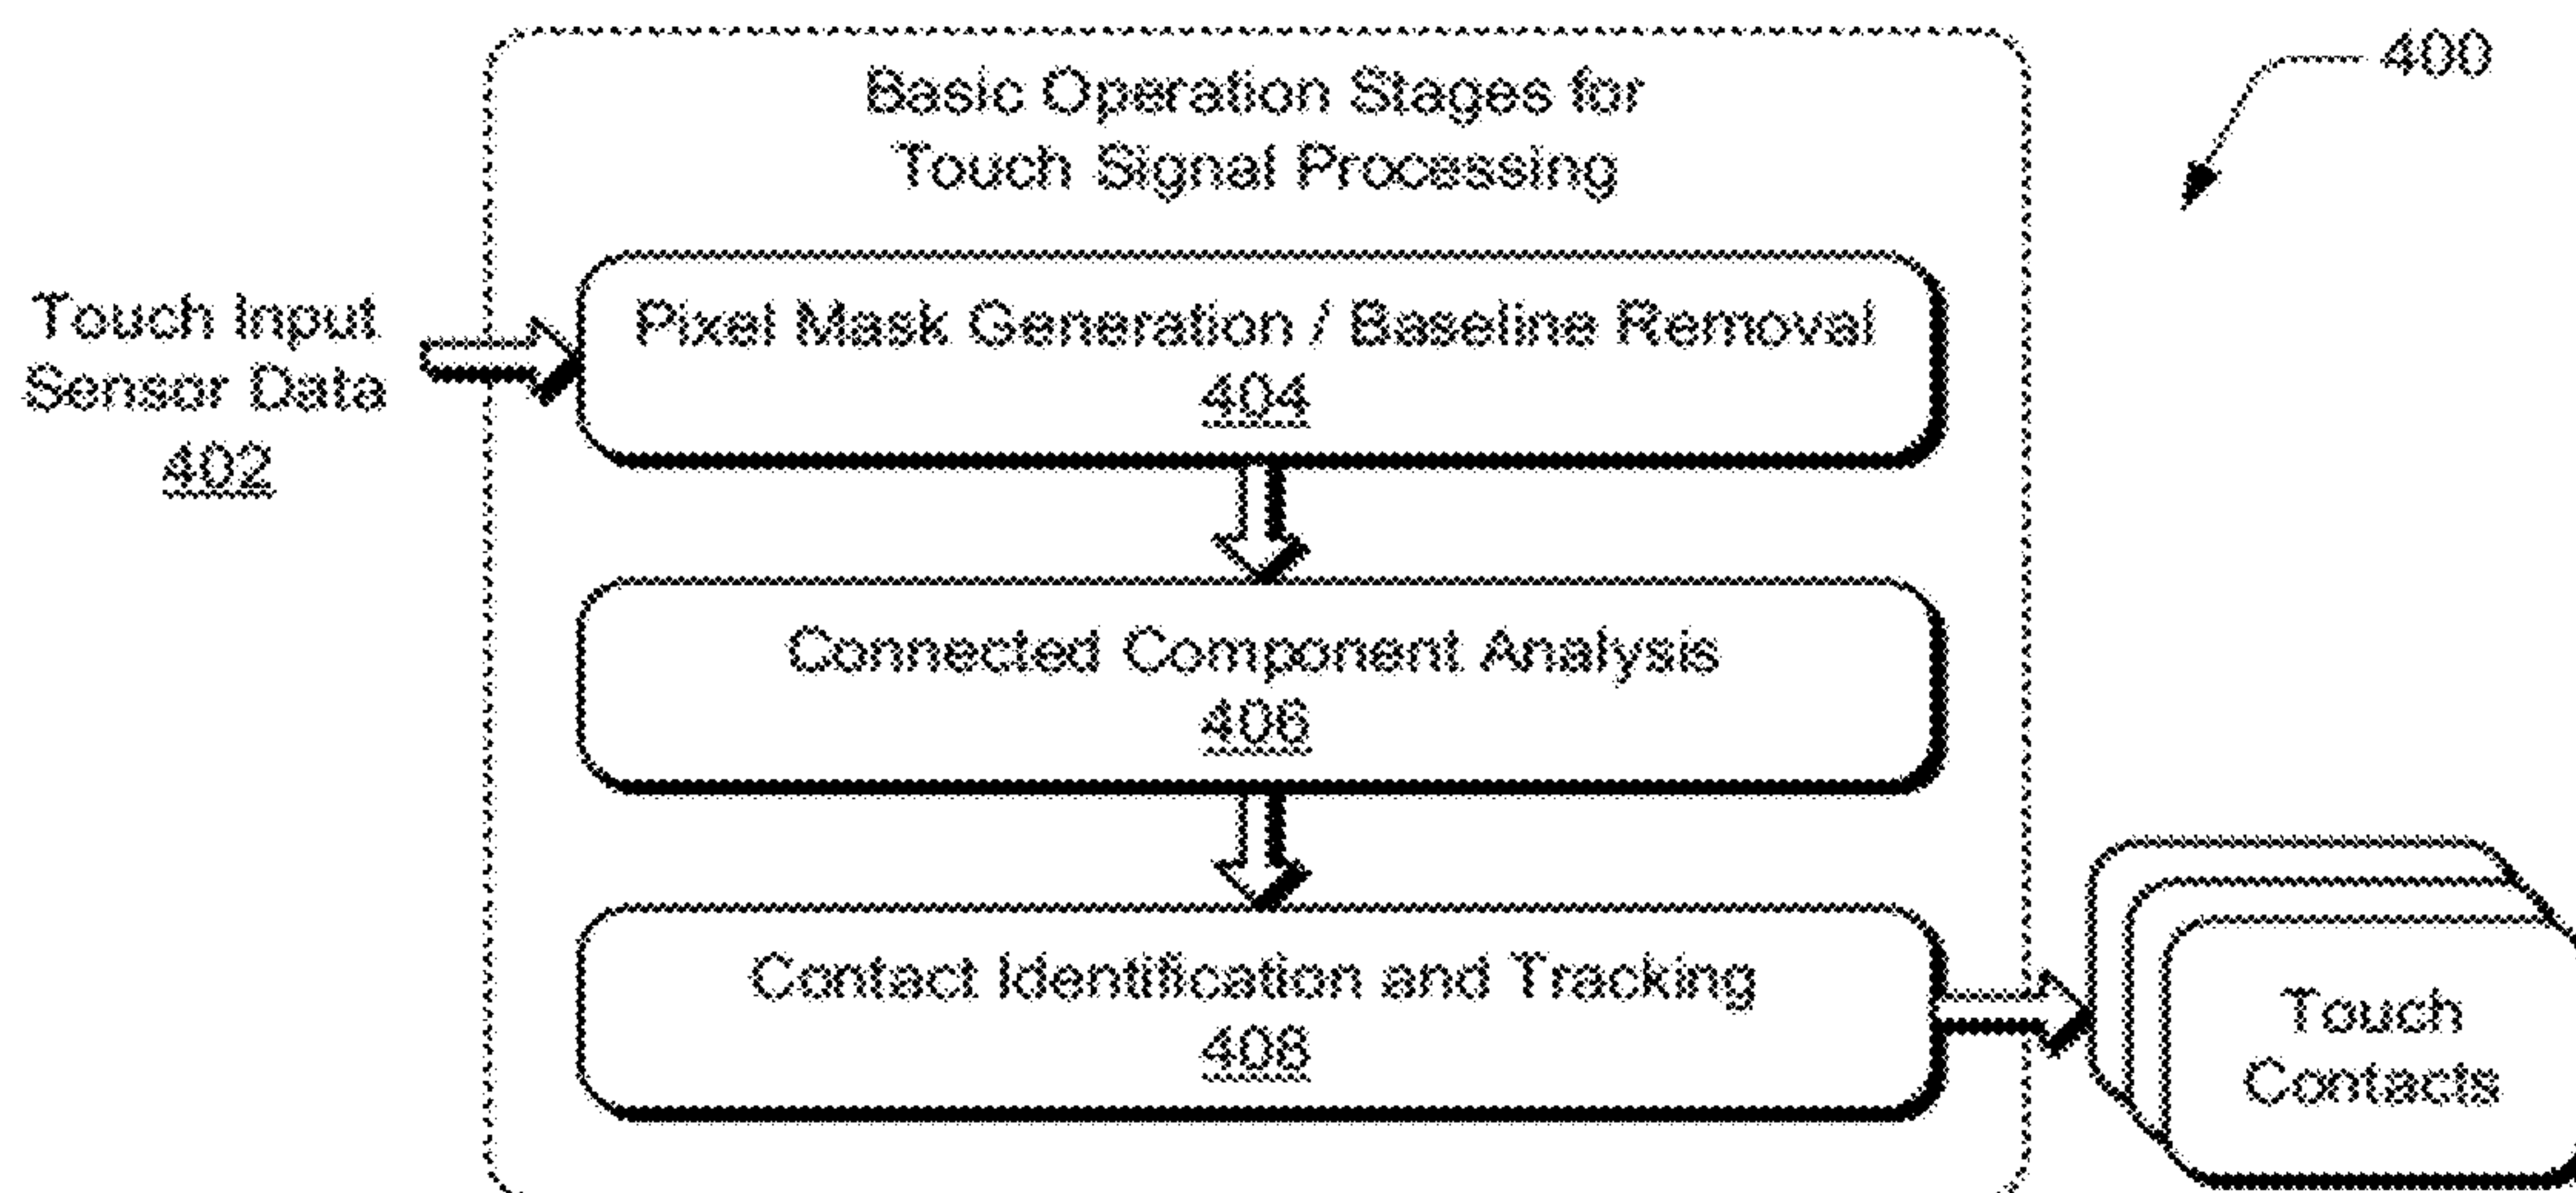 400
Basic Operation Stages for
Touch Signal Processing
Touch Input
Sensor Data
402
Pixel Mask Generation / Baseline Removal
404
Connected Component Analysis
406
Contact Identification and Tracking
408
Touch
Contacts